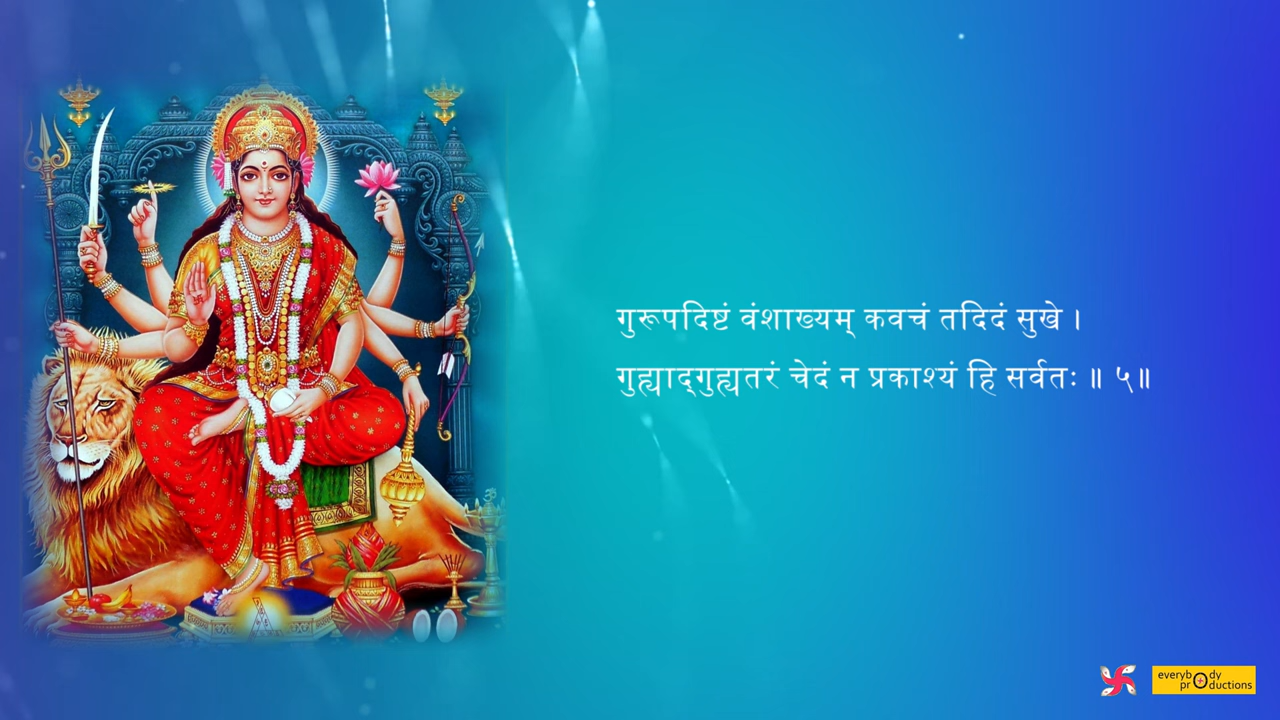 गुरूपदिष्टं वंशाख्यम् कवचं तदिदं सुखे ।
गुह्याद्‌गुह्यतरं चेदं न प्रकाश्यं हि सर्वतः ॥ ५॥
everybody
productions